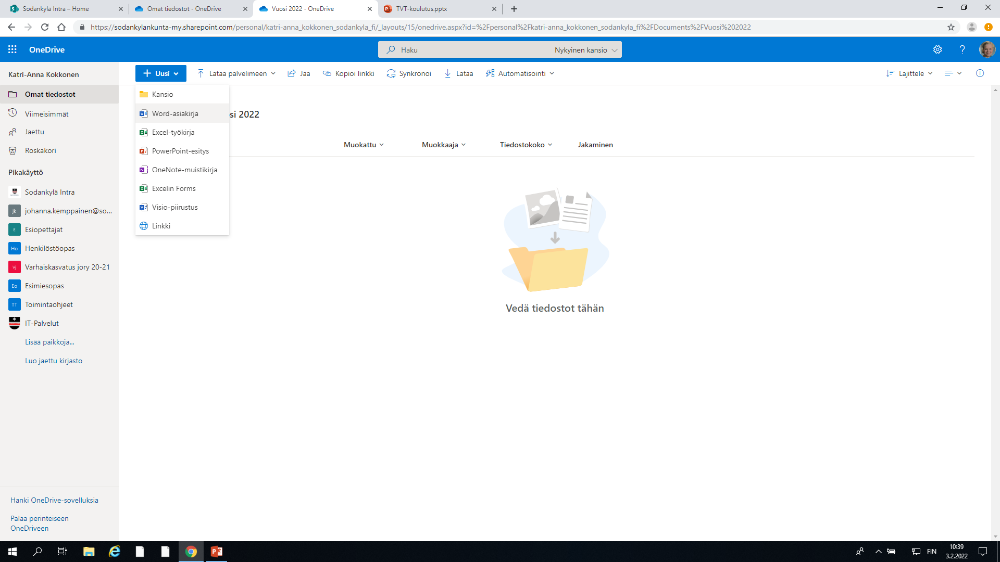 Sodankylä Intra – Home
Omat tiedostot - OneDrive
Vuosi 2022 - OneDrive
TVT-koulutus.pptx
https://sodankylankunta-my.sharepoint.com/personal/katri-anna_kokkonen_sodankyla_fi/_layouts/15/onedrive.aspx?id=%2Fpersonal%2Fkatri-anna_kokkonen_sodankyla_fi%2FDocuments%2FVuosi%202022
OneDrive
Haku
Nykyinen kansio
Katri-Anna Kokkonen
Uusi
Lataa palvelimeen
Jaa
Kopioi linkki
Synkronoi
Lataa
Automatisointi
Lajittele
Omat tiedostot
Viimeisimmät
Jaettu
Roskakori
Pikakäyttö
Sodankylä Intra
jk johanna.kemppainen@so...
E Esiopettajat
Ho Henkilöstöopas
Vj Varhaiskasvatus jory 20-21
Eo Esimiesopas
TT Toimintaohjeet
IT-Palvelut
Lisää paikkoja...
Luo jaettu kirjasto
Hanki OneDrive-sovelluksia
Palaa perinteiseen
OneDriveen
Kansio
Word-asiakirja
Excel-työkirja
PowerPoint-esitys
OneNote-muistikirja
Excelin Forms
Visio-piirustus
Linkki
si 2022
Muokattu
Muokkaaja
Tiedostokoko
Jakaminen
Vedä tiedostot tähän
FIN
10:39
3.2.2022